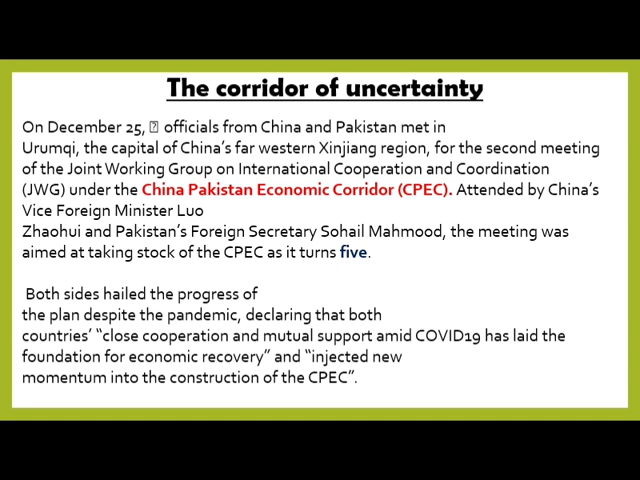 The corridor of uncertainty
On December 25, officials from China and Pakistan met in
Urumqi, the capital of China's far western Xinjiang region, for the second meeting
of the Joint Working Group on International Cooperation and Coordination
(JWG) under the China Pakistan Economic Corridor (CPEC). Attended by China's
Vice Foreign Minister Luo
Zhaohui and Pakistan's Foreign Secretary Sohail Mahmood, the meeting was
aimed at taking stock of the CPEC as it turns five.
Both sides hailed the progress of
the plan despite the pandemic, declaring that both
countries' “close cooperation and mutual support amid COVID19 has laid the
foundation for economic recovery” and “injected new
momentum into the construction of the CPEC”.